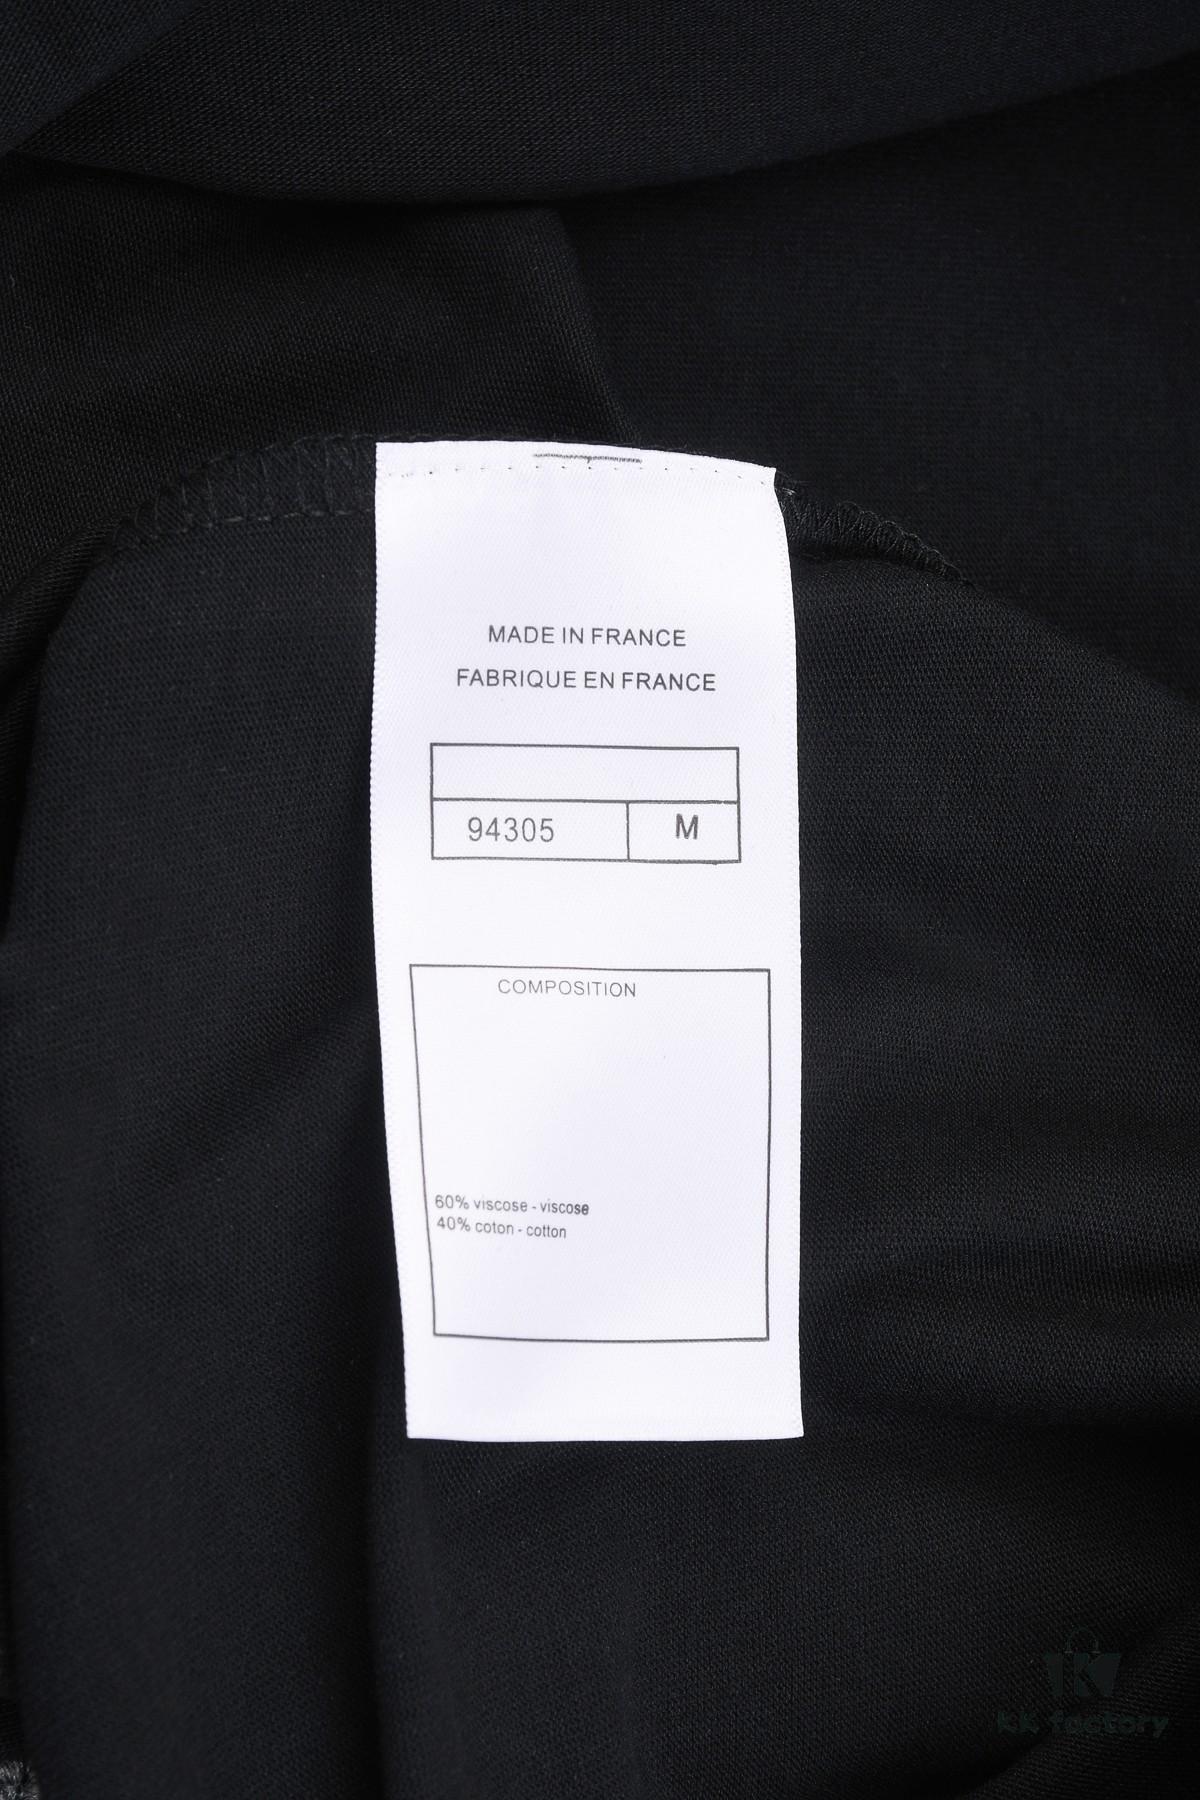 MADE IN FRANCE
FABRIQUE EN FRANCE
94305 M
COMPOSITION
60% viscose - viscose
40% coton - cotton
KK factory